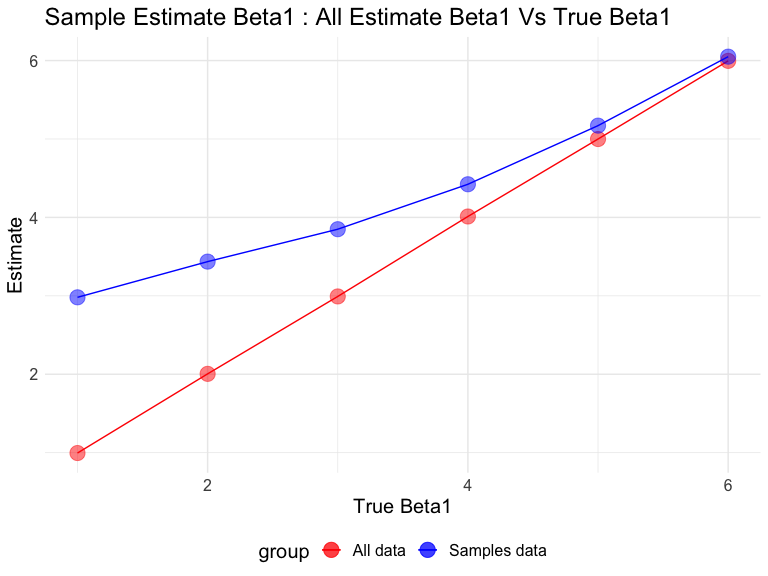 Sample Estimate Beta1 : All Estimate Beta1 Vs True Beta1
6
4
2
Estimate
2 4 6
True Beta1
group All data Samples data